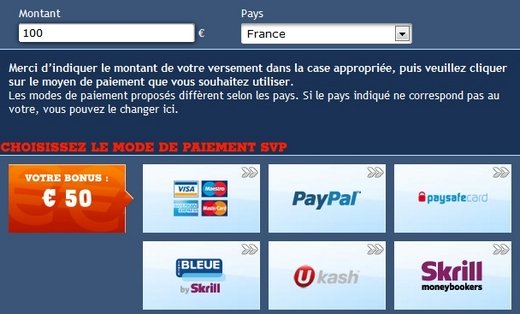 Montant
Pays
100
€
France
Merci d'indiquer le montant de votre versement dans la case appropriée, puis veuillez cliquer
sur le moyen de paiement que vous souhaitez utiliser.
Les modes de paiement proposés diffèrent selon les pays. Si le pays indiqué ne correspond pas au
votre, vous pouvez le changer ici.
CHOISISSEZ LE MODE DE PAIEMENT SVP
VOTRE BONUS :
€ 50
VISA
Maestro
AMERICAN EXPRESS
MasterCard
PayPal
paysafecard
BLEUE
by Skrill
Ukash
Skrill
moneybookers